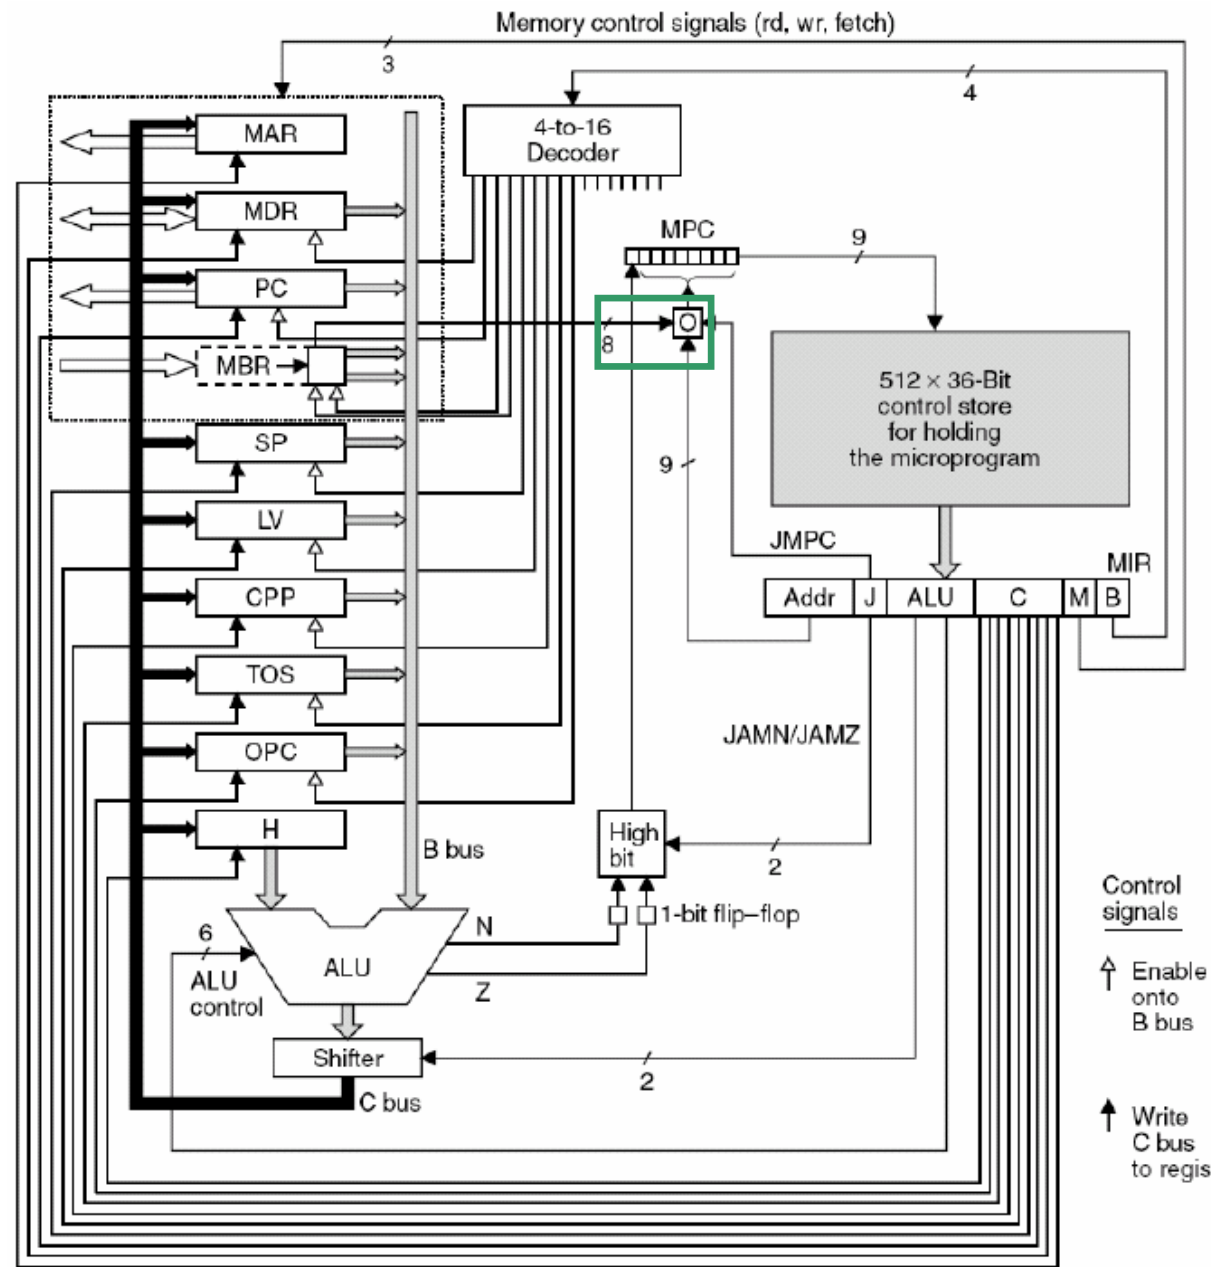 Memory control signals (rd, wr, fetch)
3
4
MAR
4-to-16
Decoder
MDR
MPC
9
PC
O
8
MBR
512 × 36-Bit
control store
for holding
the microprogram
SP
9
LV
JMPC
MIR
CPP
Addr
J
ALU
C
M
B
TOS
JAMN/JAMZ
OPC
H
B bus
High
bit
2
Control
signals
6
N
1-bit flip–flop
ALU
ALU
control
Z
Enable
onto
B bus
Shifter
2
C bus
Write
C bus
to regis